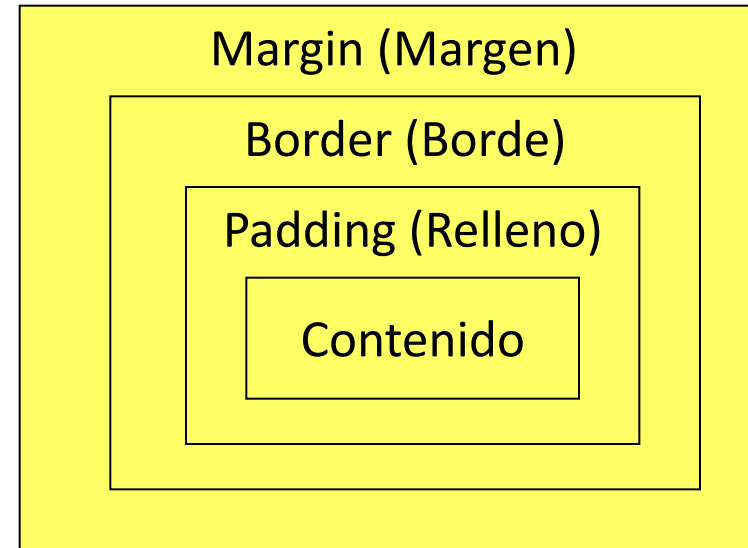 Margin (Margen)
Border (Borde)
Padding (Relleno)
Contenido